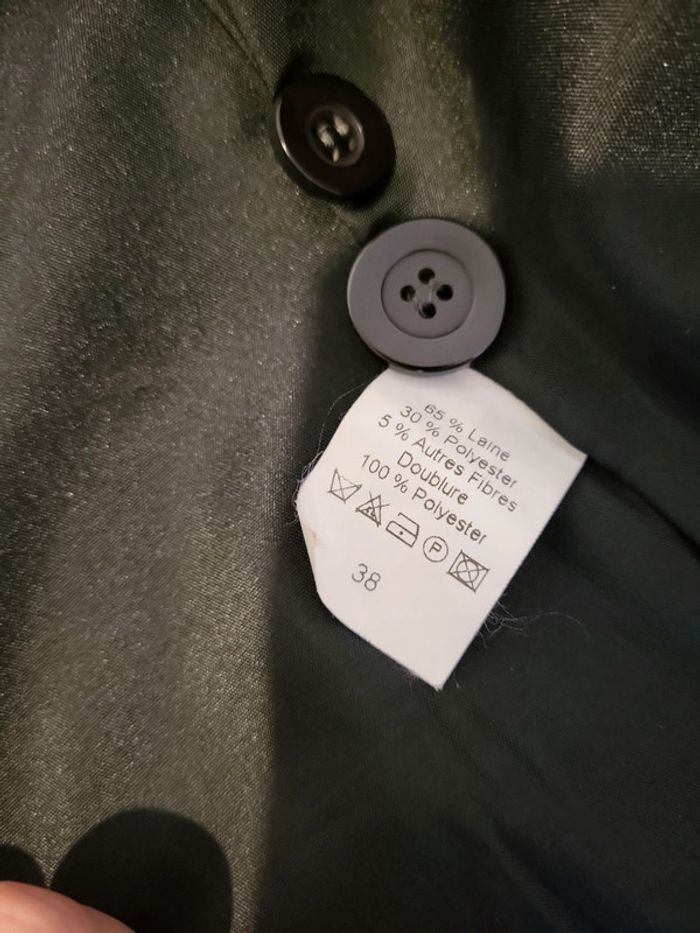 65 % Laine
30 % Polyester
5 % Autres Fibres
Doublure
100 % Polyester
P
38